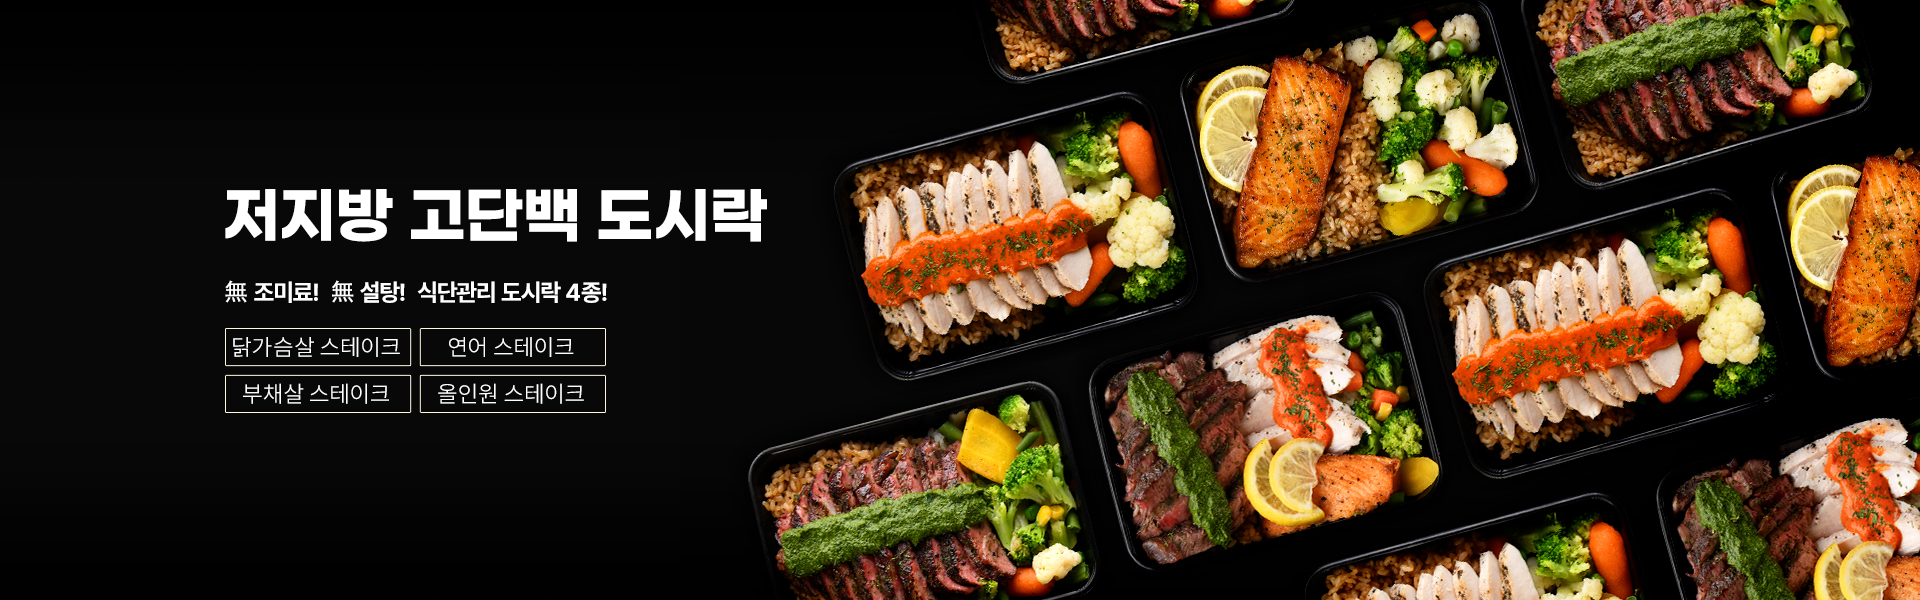 저지방 고단백 도시락
無 조미료! 無 설탕! 식단관리 도시락 4종!
닭가슴살 스테이크
연어 스테이크
부채살 스테이크
올인원 스테이크